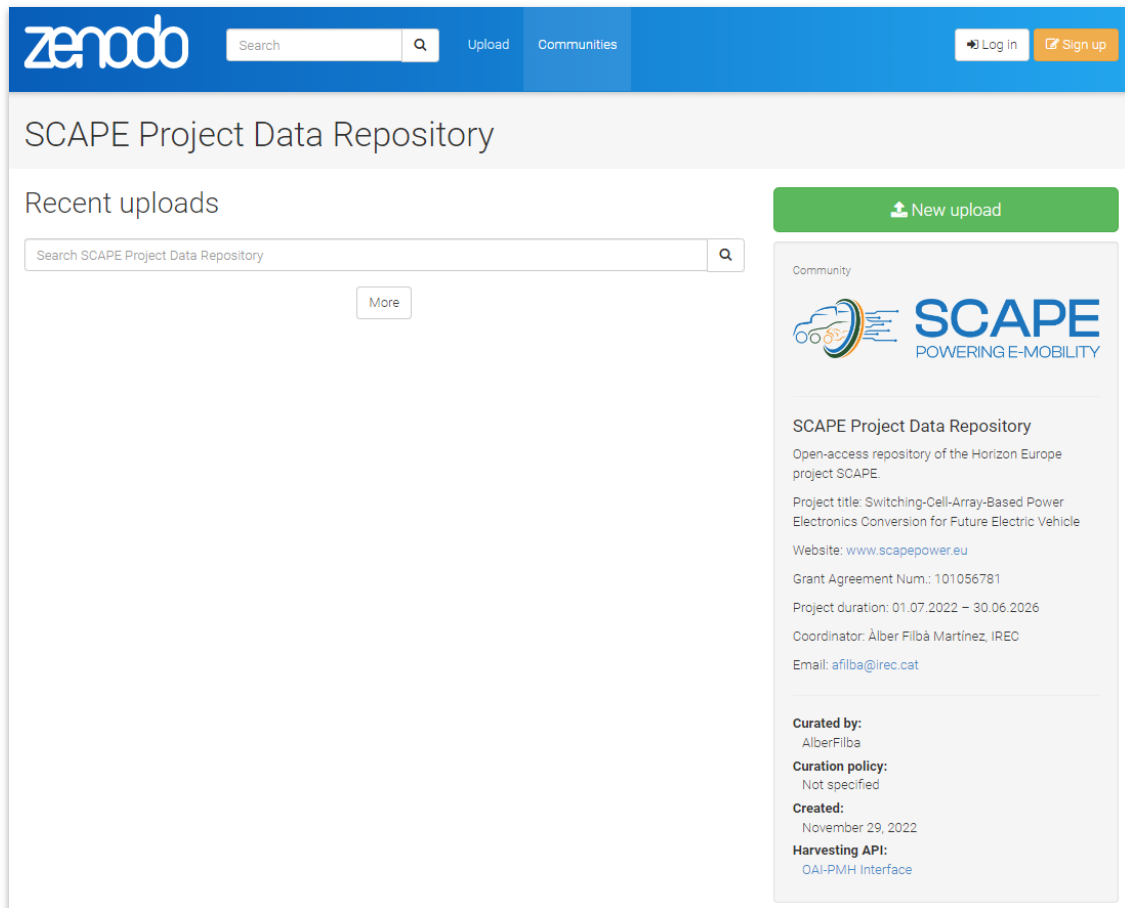 zenodo
Search
Upload
Communities
Log in
Sign up
SCAPE Project Data Repository
Recent uploads
Search SCAPE Project Data Repository
More
New upload
Community
SCAPE
POWERING E-MOBILITY
SCAPE Project Data Repository
Open-access repository of the Horizon Europe
project SCAPE.
Project title: Switching-Cell-Array-Based Power
Electronics Conversion for Future Electric Vehicle
Website: www.scapepower.eu
Grant Agreement Num.: 101056781
Project duration: 01.07.2022 – 30.06.2026
Coordinator: Àlber Filbà Martínez, IREC
Email: afilba@irec.cat
Curated by:
AlberFilba
Curation policy:
Not specified
Created:
November 29, 2022
Harvesting API:
OAI-PMH Interface